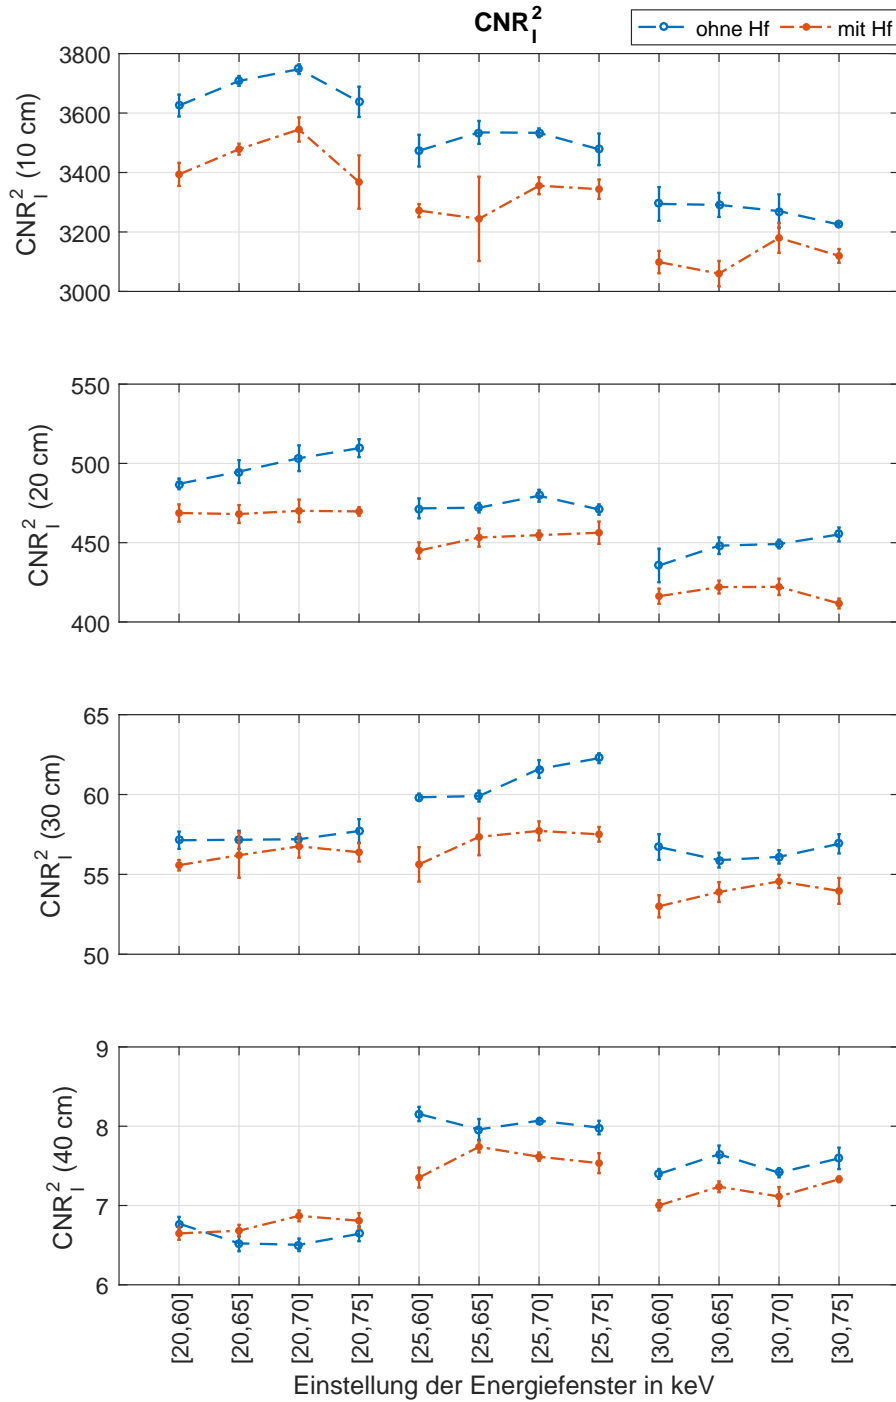 CNR_I^2
ohne Hf mit Hf
CNR_I^2 (10 cm)
3800
3600
3400
3200
3000
CNR_I^2 (20 cm)
550
500
450
400
CNR_I^2 (30 cm)
65
60
55
50
CNR_I^2 (40 cm)
9
8
7
6
[20,60] [20,65] [20,70] [20,75] [25,60] [25,65] [25,70] [25,75] [30,60] [30,65] [30,70] [30,75]
Einstellung der Energiefenster in keV